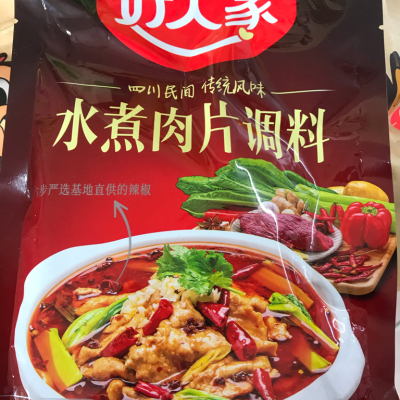 好人家
四川民间 传统风味
水煮肉片调料
步严选基地直供的辣椒